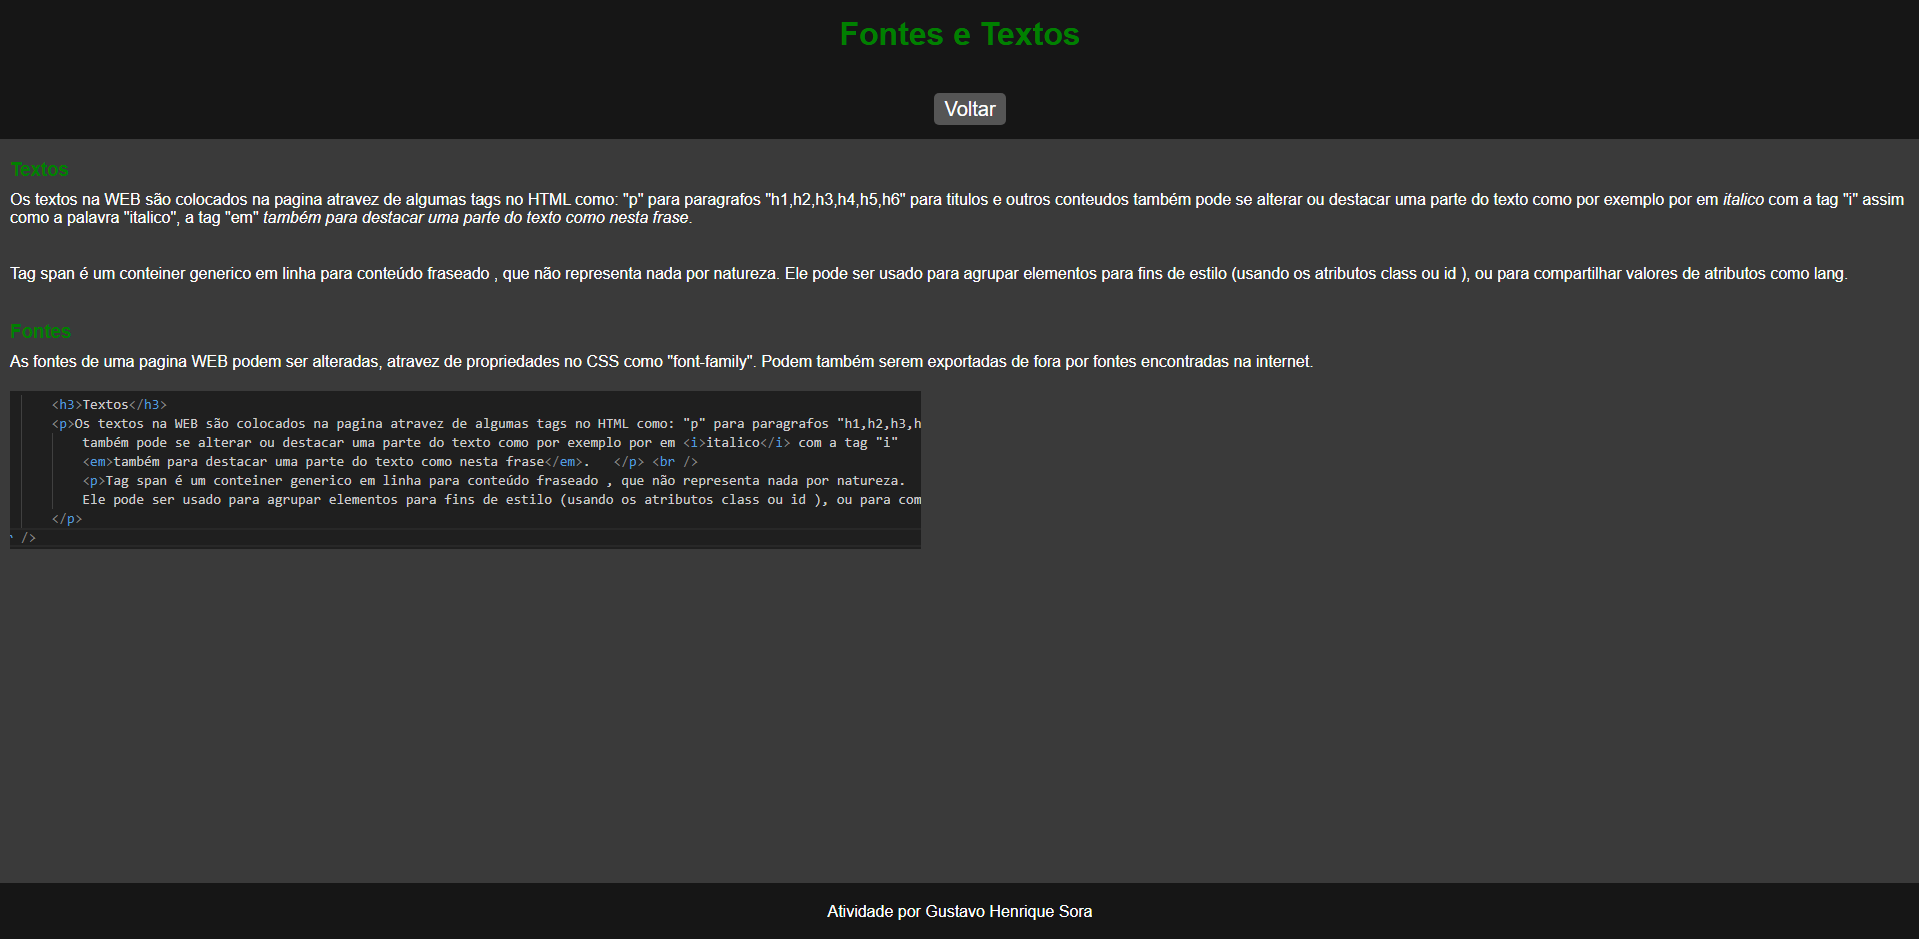 Fontes e Textos
Voltar
Textos
Os textos na WEB são colocados na pagina atravez de algumas tags no HTML como: "p" para paragrafos "h1,h2,h3,h4,h5,h6" para titulos e outros conteudos também pode se alterar ou destacar uma parte do texto como por exemplo por em italico com a tag "i" assim
como a palavra "italico", a tag "em" também para destacar uma parte do texto como nesta frase.
Tag span é um conteiner generico em linha para conteúdo fraseado , que não representa nada por natureza. Ele pode ser usado para agrupar elementos para fins de estilo (usando os atributos class ou id ), ou para compartilhar valores de atributos como lang.
Fontes
As fontes de uma pagina WEB podem ser alteradas, atravez de propriedades no CSS como "font-family". Podem também serem exportadas de fora por fontes encontradas na internet.
<h3>Textos</h3>
<p>Os textos na WEB são colocados na pagina atravez de algumas tags no HTML como: "p" para paragrafos "h1,h2,h3,h
também pode se alterar ou destacar uma parte do texto como por exemplo por em <i>italico</i> com a tag "i"
<em>também para destacar uma parte do texto como nesta frase</em>.   </p> <br />
<p>Tag span é um conteiner generico em linha para conteúdo fraseado , que não representa nada por natureza.
Ele pode ser usado para agrupar elementos para fins de estilo (usando os atributos class ou id ), ou para com
</p>
/>
Atividade por Gustavo Henrique Sora